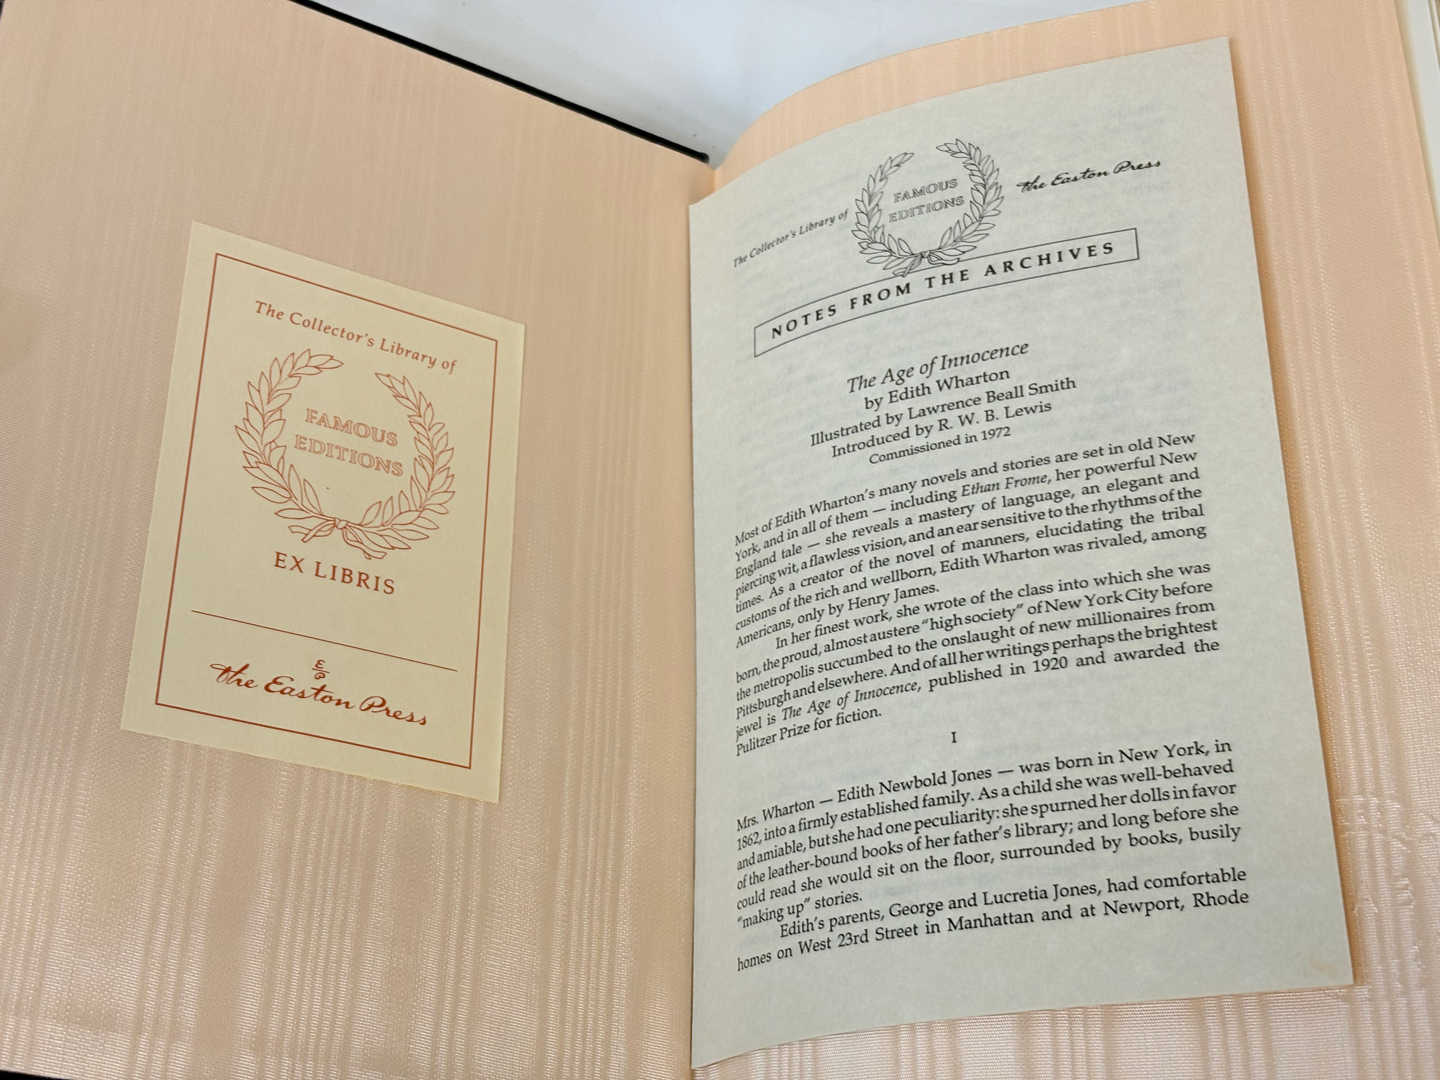 The Collector's Library of
FAMOUS
EDITIONS
EX LIBRIS
the Easton Press
The Collector's Library of
FAMOUS
EDITIONS
the Easton Press
NOTES FROM THE ARCHIVES
The Age of Innocence
by Edith Wharton
Illustrated by Lawrence Beall Smith
Introduced by R. W. B. Lewis
Commissioned in 1972
Most of Edith Wharton's many novels and stories are set in old New
York, and in all of them — including Ethan Frome, her powerful New
England tale — she reveals a mastery of language, an elegant and
piercing wit, a flawless vision, and an ear sensitive to the rhythms of the
times. As a creator of the novel of manners, elucidating the tribal
customs of the rich and wellborn, Edith Wharton was rivaled, among
Americans, only by Henry James.
In her finest work, she wrote of the class into which she was
born, the proud, almost austere "high society" of New York City before
the metropolis succumbed to the onslaught of new millionaires from
Pittsburgh and elsewhere. And of all her writings perhaps the brightest
jewel is The Age of Innocence, published in 1920 and awarded the
Pulitzer Prize for fiction.
I
Mrs. Wharton — Edith Newbold Jones — was born in New York, in
1862, into a firmly established family. As a child she was well-behaved
and amiable, but she had one peculiarity: she spurned her dolls in favor
of the leather-bound books of her father's library; and long before she
could read she would sit on the floor, surrounded by books, busily
"making up" stories.
Edith's parents, George and Lucretia Jones, had comfortable
homes on West 23rd Street in Manhattan and at Newport, Rhode